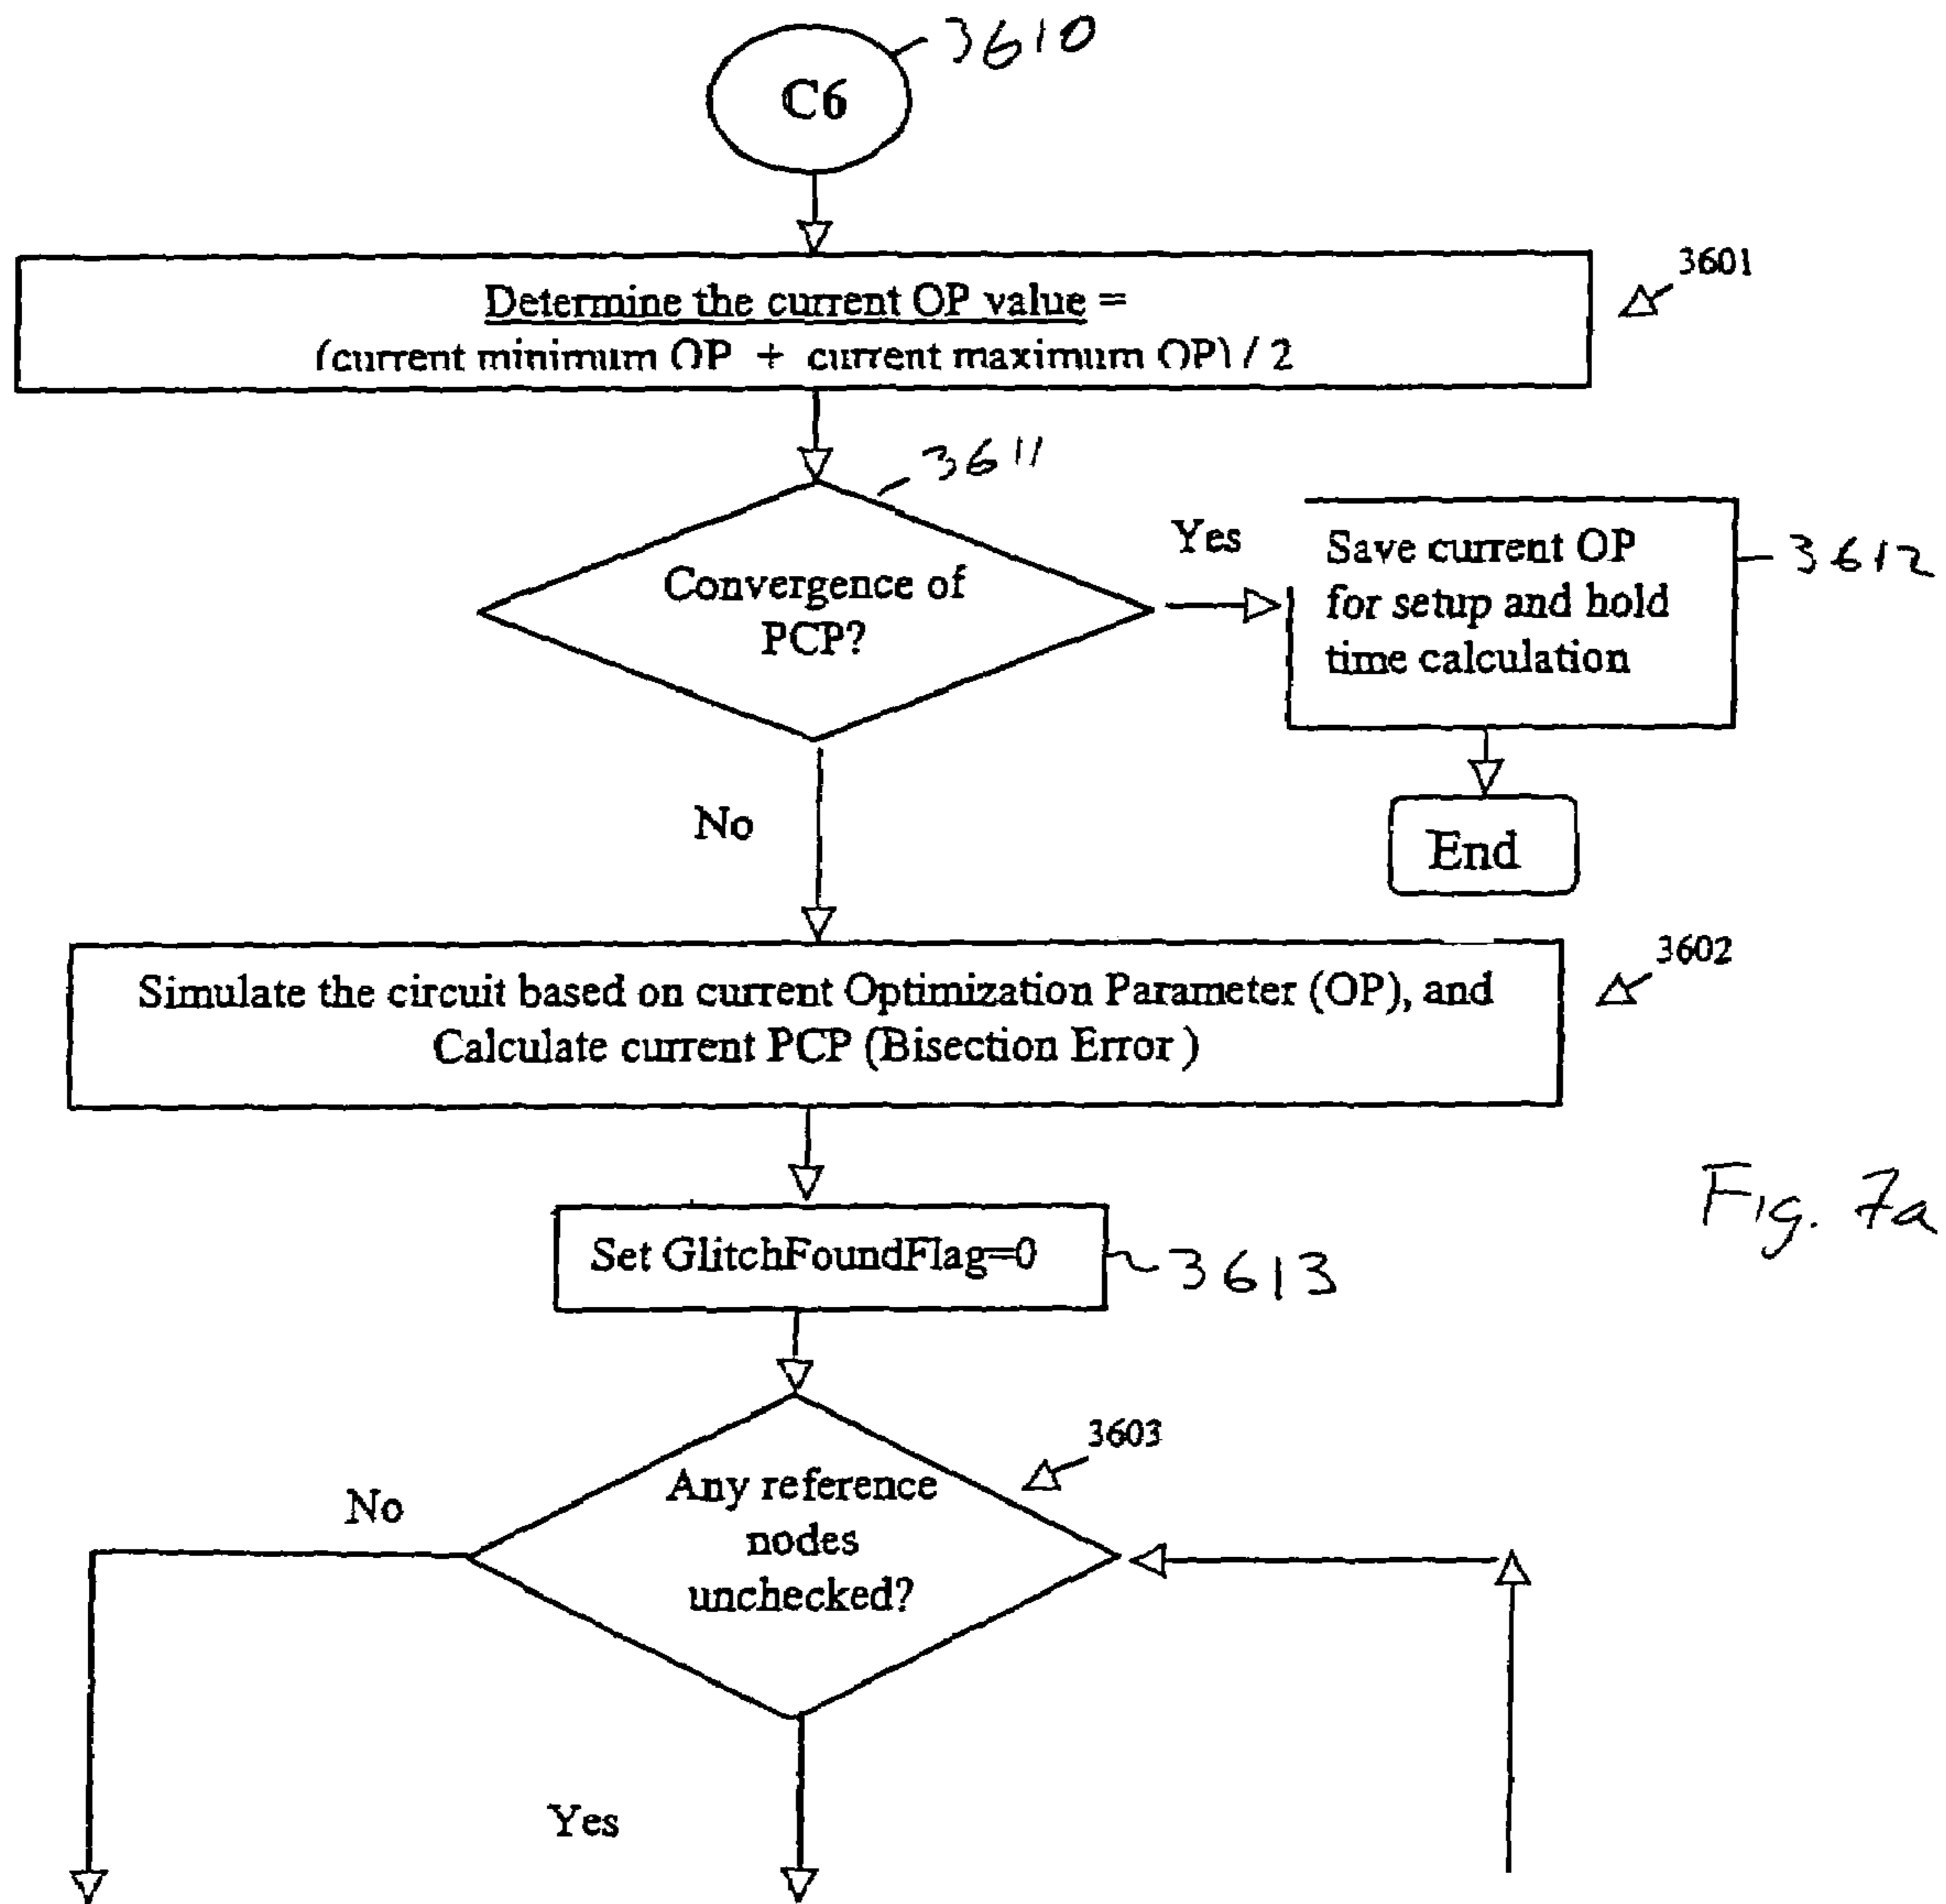 3610
C6
3601
Determine the current OP value =
(current minimum OP + current maximum OP) / 2
3611
Convergence of
PCP?
Yes
Save current OP
for setup and hold
time calculation
3612
End
No
3602
Simulate the circuit based on current Optimization Parameter (OP), and
Calculate current PCP (Bisection Error )
Fig. 7a
Set GlitchFoundFlag=0
3613
3603
Any reference
nodes
unchecked?
No
Yes